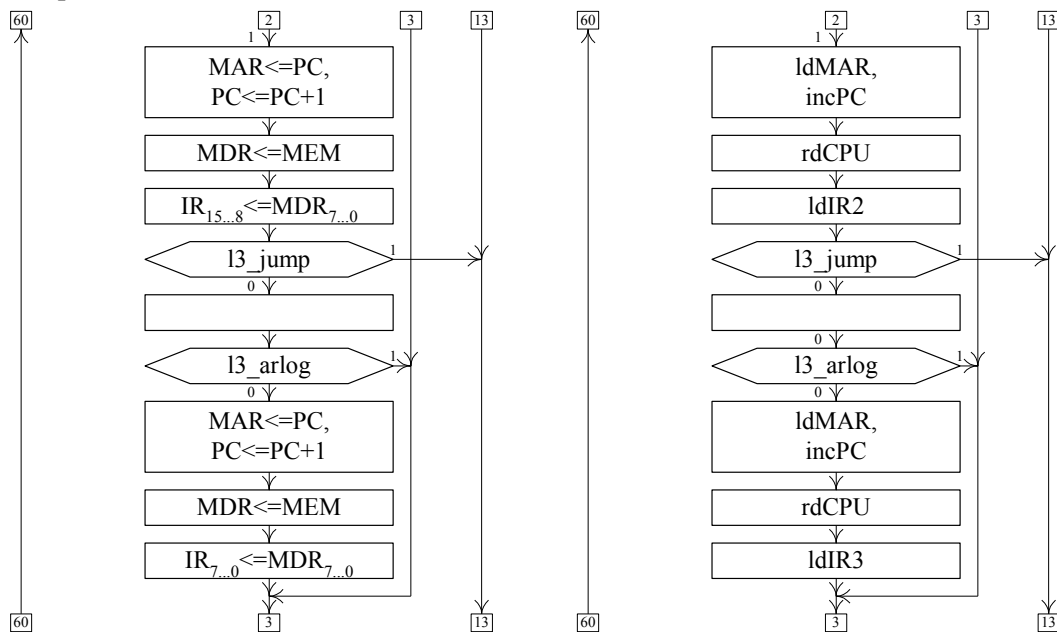 60 2 3 13 60 2 3 13
1 1
MAR<=PC, ldMAR,
PC<=PC+1 incPC
MDR<=MEM rdCPU
IR15...8<=MDR7...0 ldIR2
l3_jump 1 l3_jump 1
0 0
0
l3_arlog 1 l3_arlog 1
0 0
MAR<=PC, ldMAR,
PC<=PC+1 incPC
MDR<=MEM rdCPU
IR7...0<=MDR7...0 ldIR3
60 3 13 60 3 13